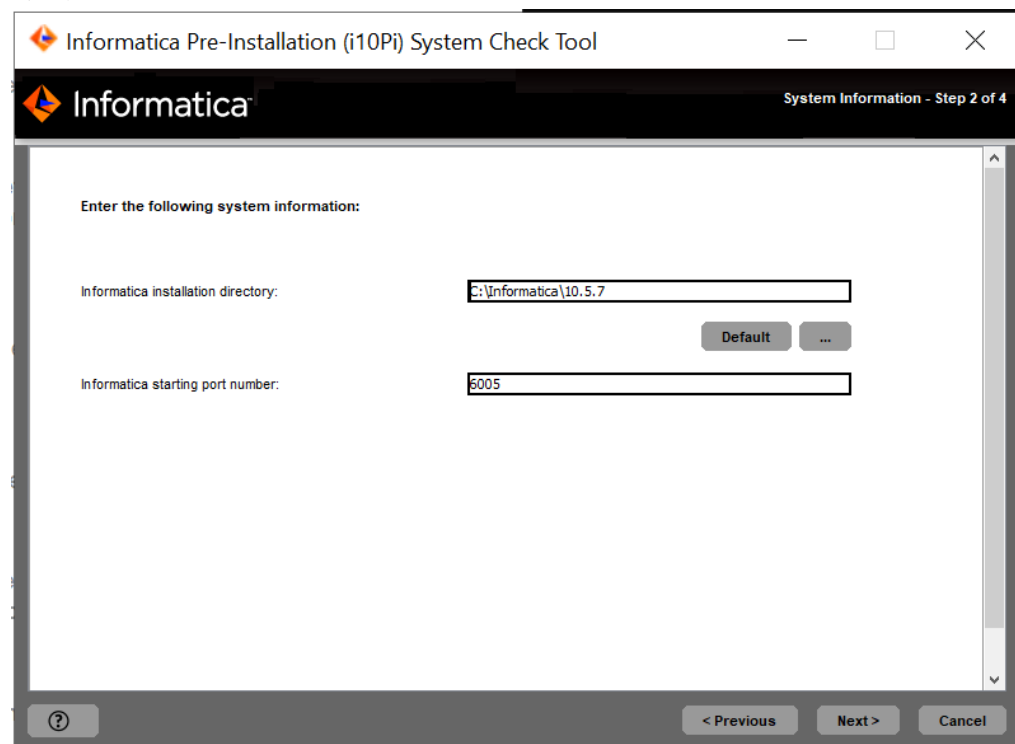 Informatica Pre-Installation (i10Pi) System Check Tool
Informatica
System Information - Step 2 of 4
Enter the following system information:
Informatica installation directory:
C:\Informatica\10.5.7
Default
...
Informatica starting port number:
6005
?
< Previous
Next >
Cancel